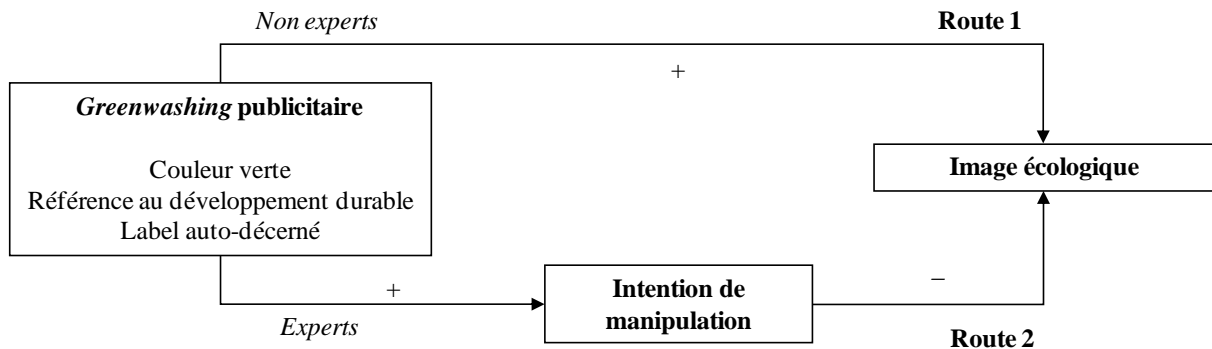 Non experts
Route 1
+
Greenwashing publicitaire
Couleur verte
Référence au développement durable
Label auto-décerné
Image écologique
+
Experts
Intention de
manipulation
–
Route 2